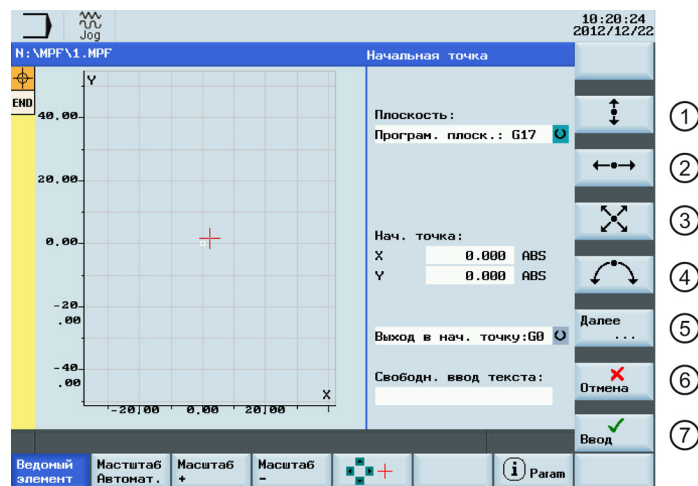 Jog
10:20:24
2012/12/22
N:\MPF\1.MPF
Начальная точка
END
Y
40.00
20.00
0.00
-20
.00
-40
.00
X
-20.00 0.00 20.00
Плоскость:
Програм. плоск.: G17
Нач. точка:
X 0.000 ABS
Y 0.000 ABS
Выход в нач. точку:G0
Свободн. ввод текста:
1
2
3
4
Далее
...
5
Отмена
6
Ввод
7
Ведомый
элемент
Мастштаб
Автомат.
Масштаб
+
Масштаб
-
i Param